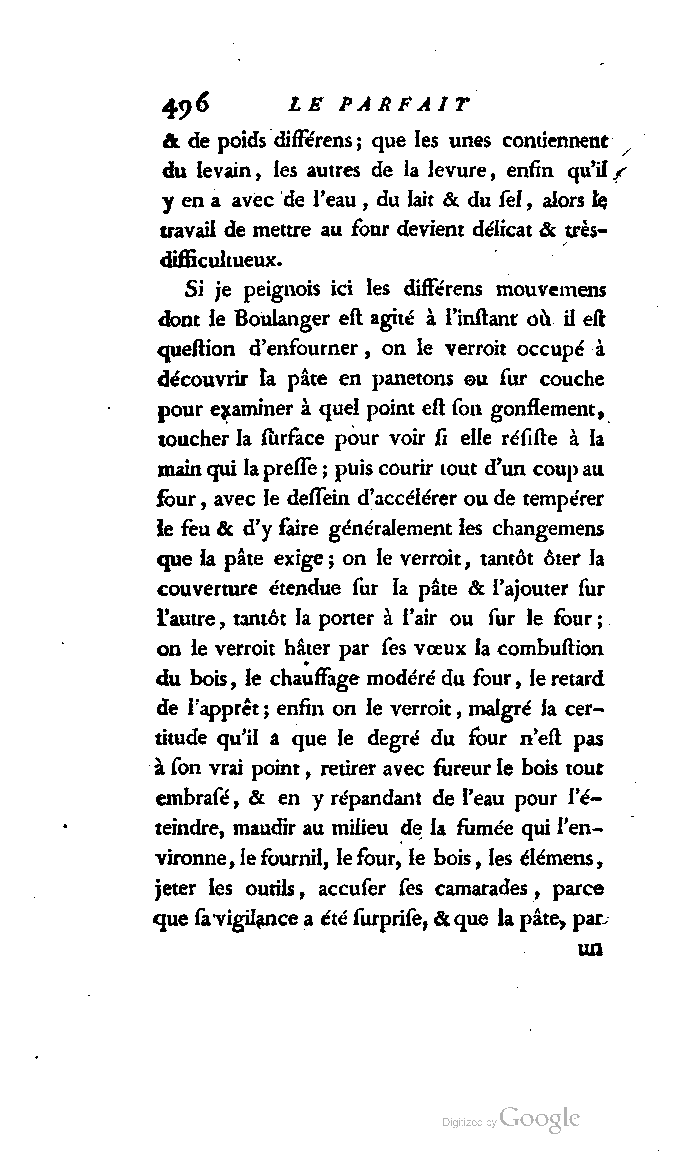 496 LE PARFAIT
& de poids différens; que les unes contiennent
du levain, les autres de la levure, enfin qu'il
y en a avec de l'eau, du lait & du ſel, alors le
travail de mettre au four devient délicat & très-
difficultueux.
Si je peignois ici les différens mouvemens
dont le Boulanger eſt agité à l'inſtant où il eſt
queſtion d'enfourner, on le verroit occupé à
découvrir la pâte en panetons ou ſur couche
pour examiner à quel point eſt ſon gonflement,
toucher la ſurface pour voir ſi elle réſiſte à la
main qui la preſſe; puis courir tout d'un coup au
four, avec le deſſein d'accélérer ou de tempérer
le feu & d'y faire généralement les changemens
que la pâte exige; on le verroit, tantôt ôter la
couverture étendue ſur la pâte & l'ajouter ſur
l'autre, tantôt la porter à l'air ou ſur le four;
on le verroit hâter par ſes vœux la combuſtion
du bois, le chauffage modéré du four, le retard
de l'apprêt; enfin on le verroit, malgré la cer-
titude qu'il a que le degré du four n'eſt pas
à ſon vrai point, retirer avec fureur le bois tout
embraſé, & en y répandant de l'eau pour l'é-
teindre, maudir au milieu de la fumée qui l'en-
vironne, le fournil, le four, le bois, les élémens,
jeter les outils, accuſer ſes camarades, parce
que ſa vigilance a été ſurpriſe, & que la pâte, par
un
Digitized by Google